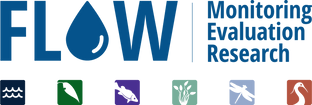 FLOW
Monitoring
Evaluation
Research